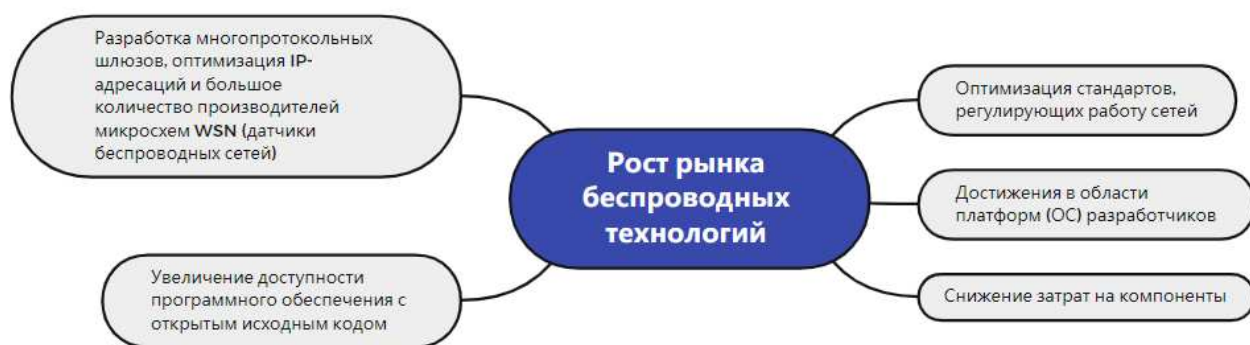 Разработка многопротокольных
шлюзов, оптимизация IP-
адресаций и большое
количество производителей
микросхем WSN (датчики
беспроводных сетей)
Увеличение доступности
программного обеспечения с
открытым исходным кодом
Рост рынка
беспроводных
технологий
Оптимизация стандартов,
регулирующих работу сетей
Достижения в области
платформ (ОС) разработчиков
Снижение затрат на компоненты